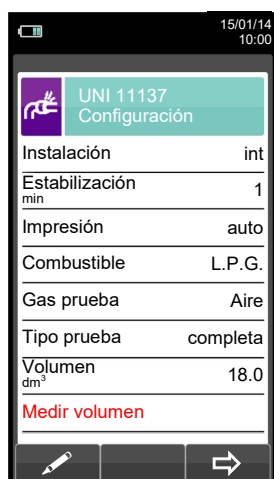 15/01/14
10:00
UNI 11137
Configuración
Instalación int
Estabilización
min 1
Impresión auto
Combustible L.P.G.
Gas prueba Aire
Tipo prueba completa
Volumen
dm³ 18.0
Medir volumen